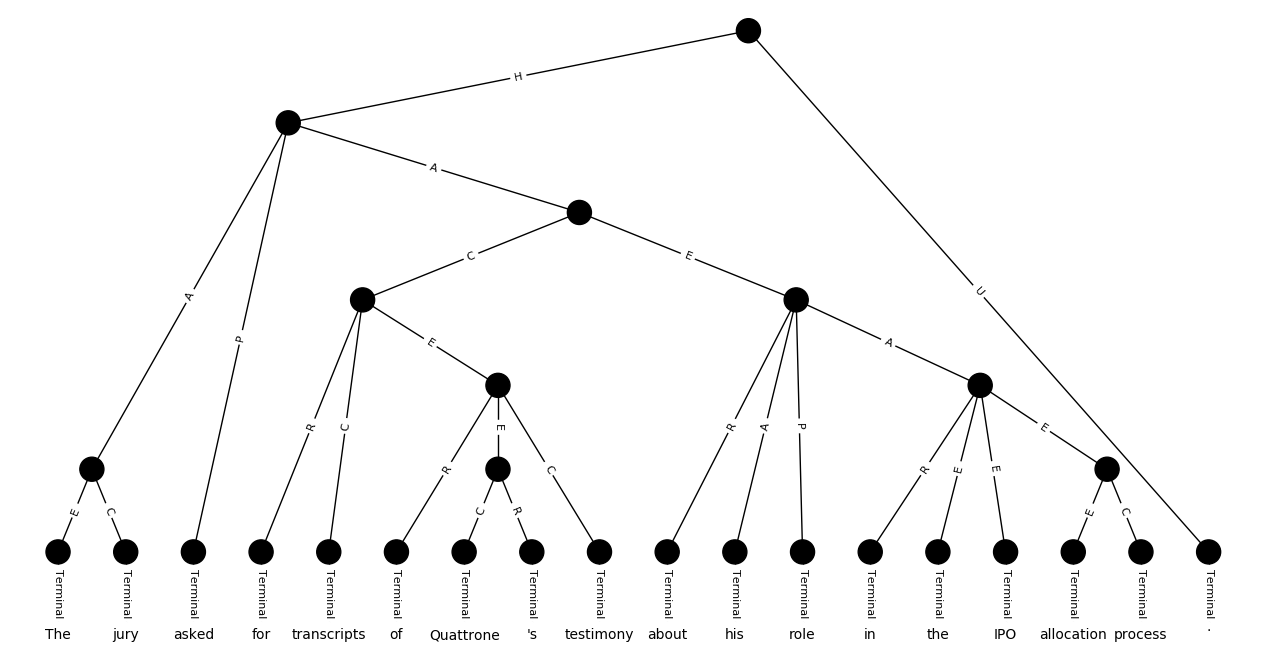 H
A
A
C
E
U
A
P
E
A
R
C
E
R
A
P
E
R
E
C
R
E
E
E
C
C
R
E
C
Terminal Terminal Terminal Terminal Terminal Terminal Terminal Terminal Terminal Terminal Terminal Terminal Terminal Terminal Terminal Terminal Terminal Terminal
The jury asked for transcripts of Quattrone 's testimony about his role in the IPO allocation process .